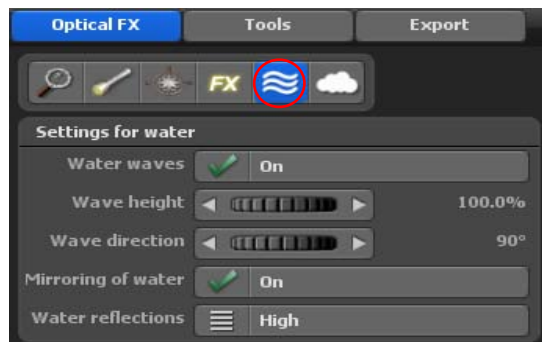 Optical FX Tools Export
FX
Settings for water
Water waves On
Wave height 100.0%
Wave direction 90°
Mirroring of water On
Water reflections High